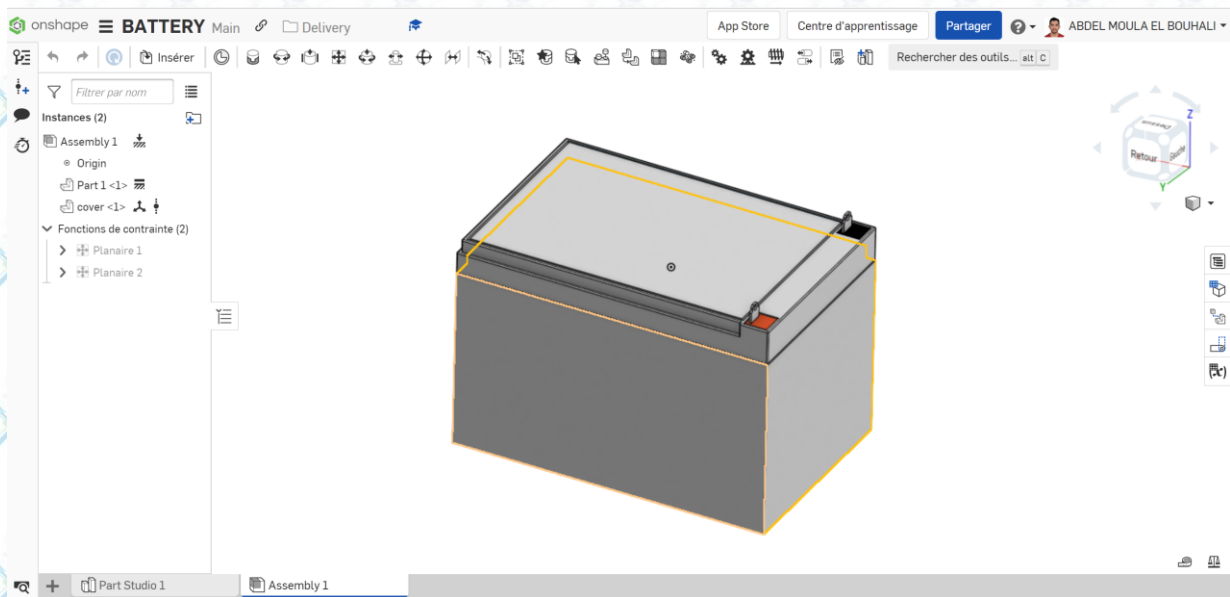 onshape BATTERY Main Delivery App Store Centre d'apprentissage Partager ABDEL MOULA EL BOUHALI
Insérer Rechercher des outils... alt C
Filtrer par nom
Instances (2)
Assembly 1
Origin
Part 1 <1>
cover <1>
Fonctions de contrainte (2)
Planaire 1
Planaire 2
Z
Dessus
Retour Gauche
Y
(x)
Part Studio 1 Assembly 1